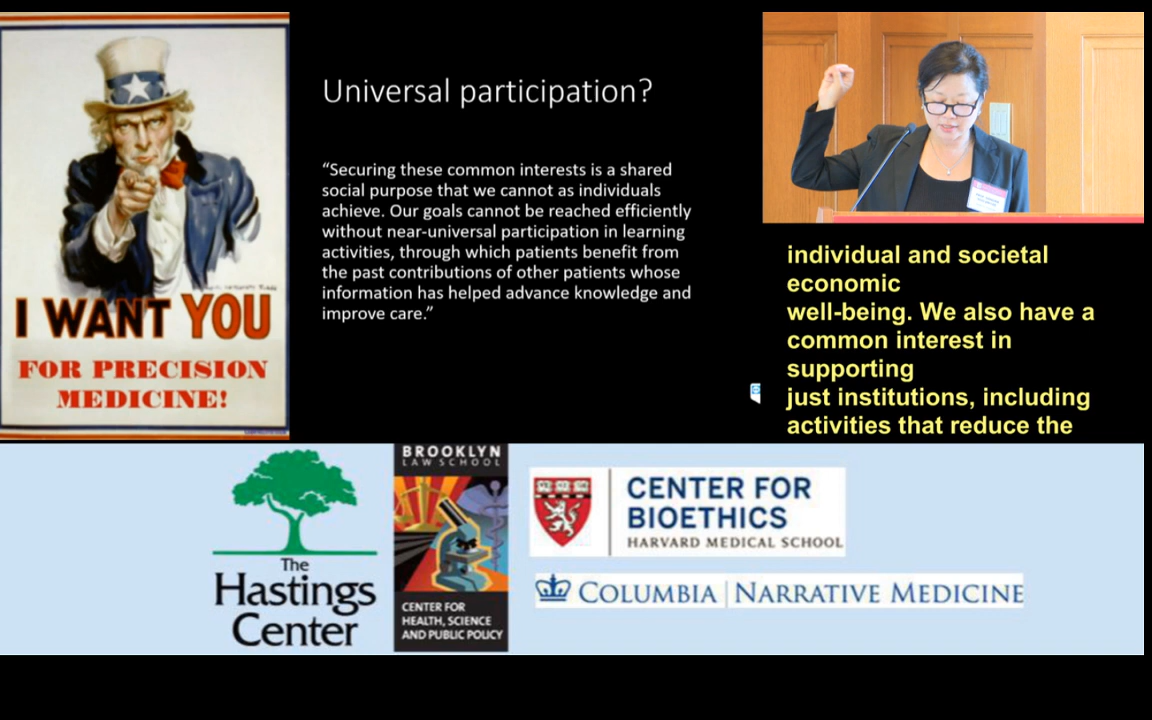 I WANT YOU
FOR PRECISION
MEDICINE!
Universal participation?
“Securing these common interests is a shared
social purpose that we cannot as individuals
achieve. Our goals cannot be reached efficiently
without near-universal participation in learning
activities, through which patients benefit from
the past contributions of other patients whose
information has helped advance knowledge and
improve care.”
individual and societal
economic
well-being. We also have a
common interest in
supporting
just institutions, including
activities that reduce the
The
Hastings
Center
BROOKLYN
LAW SCHOOL
CENTER FOR
HEALTH, SCIENCE
AND PUBLIC POLICY
CENTER FOR
BIOETHICS
HARVARD MEDICAL SCHOOL
COLUMBIA | NARRATIVE MEDICINE